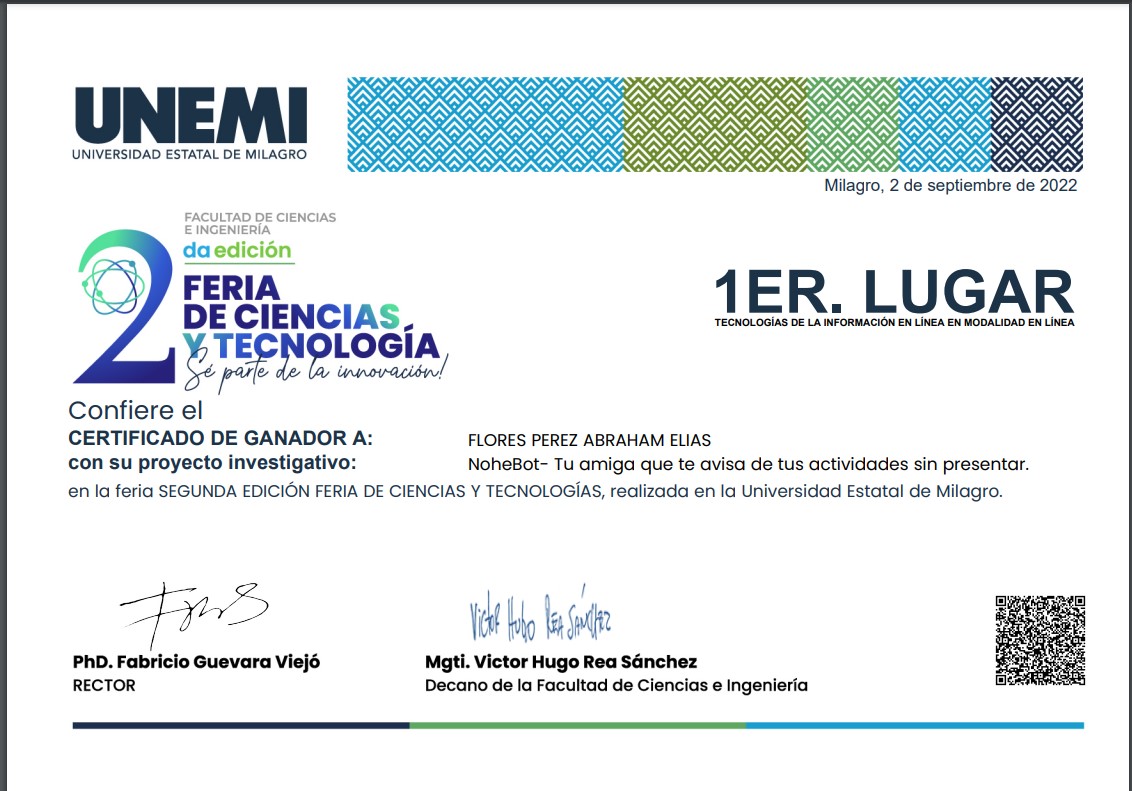 UNEMI
UNIVERSIDAD ESTATAL DE MILAGRO
Milagro, 2 de septiembre de 2022
FACULTAD DE CIENCIAS
E INGENIERÍA
2da edición
FERIA
DE CIENCIAS
Y TECNOLOGÍA
Sé parte de la innovación!
1ER. LUGAR
TECNOLOGÍAS DE LA INFORMACIÓN EN LÍNEA EN MODALIDAD EN LÍNEA
Confiere el
CERTIFICADO DE GANADOR A: FLORES PEREZ ABRAHAM ELIAS
con su proyecto investigativo: NoheBot- Tu amiga que te avisa de tus actividades sin presentar.
en la feria SEGUNDA EDICIÓN FERIA DE CIENCIAS Y TECNOLOGÍAS, realizada en la Universidad Estatal de Milagro.
Victor Hugo Rea Sánchez
PhD. Fabricio Guevara Viejó
RECTOR
Mgti. Victor Hugo Rea Sánchez
Decano de la Facultad de Ciencias e Ingeniería